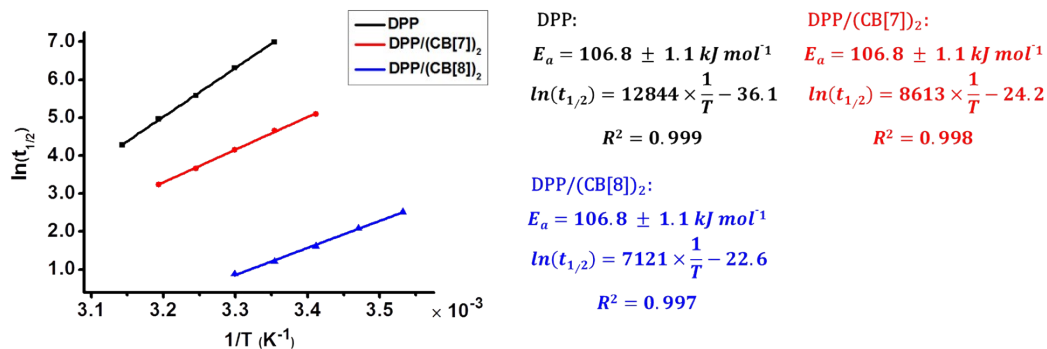 DPP
DPP/(CB[7])₂
DPP/(CB[8])₂
7.0
6.0
5.0
4.0
3.0
2.0
1.0
ln(t₁/₂)
3.1 3.2 3.3 3.4 3.5 × 10⁻³
1/T (K⁻¹)
DPP:
Eₐ = 106.8 ± 1.1 kJ mol⁻¹
ln(t₁/₂) = 12844 × 1/T − 36.1
R² = 0.999
DPP/(CB[7])₂:
Eₐ = 106.8 ± 1.1 kJ mol⁻¹
ln(t₁/₂) = 8613 × 1/T − 24.2
R² = 0.998
DPP/(CB[8])₂:
Eₐ = 106.8 ± 1.1 kJ mol⁻¹
ln(t₁/₂) = 7121 × 1/T − 22.6
R² = 0.997